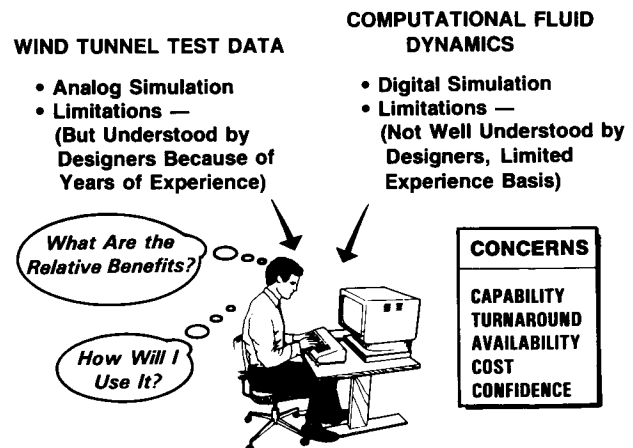 WIND TUNNEL TEST DATA
• Analog Simulation
• Limitations —
(But Understood by
Designers Because of
Years of Experience)
COMPUTATIONAL FLUID
DYNAMICS
• Digital Simulation
• Limitations —
(Not Well Understood by
Designers, Limited
Experience Basis)
What Are the
Relative Benefits?
How Will I
Use It?
CONCERNS
CAPABILITY
TURNAROUND
AVAILABILITY
COST
CONFIDENCE